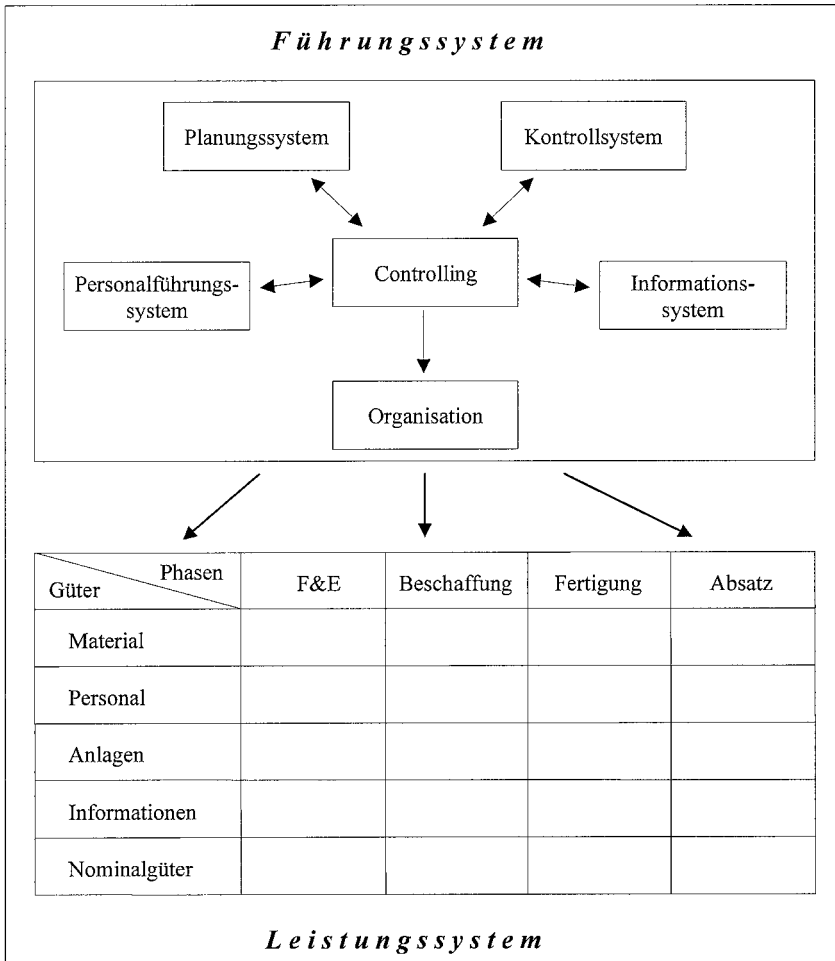 Führungssystem
Planungssystem
Kontrollsystem
Controlling
Personalführungs-
system
Informations-
system
Organisation
Phasen
Güter
F&E
Beschaffung
Fertigung
Absatz
Material
Personal
Anlagen
Informationen
Nominalgüter
Leistungssystem